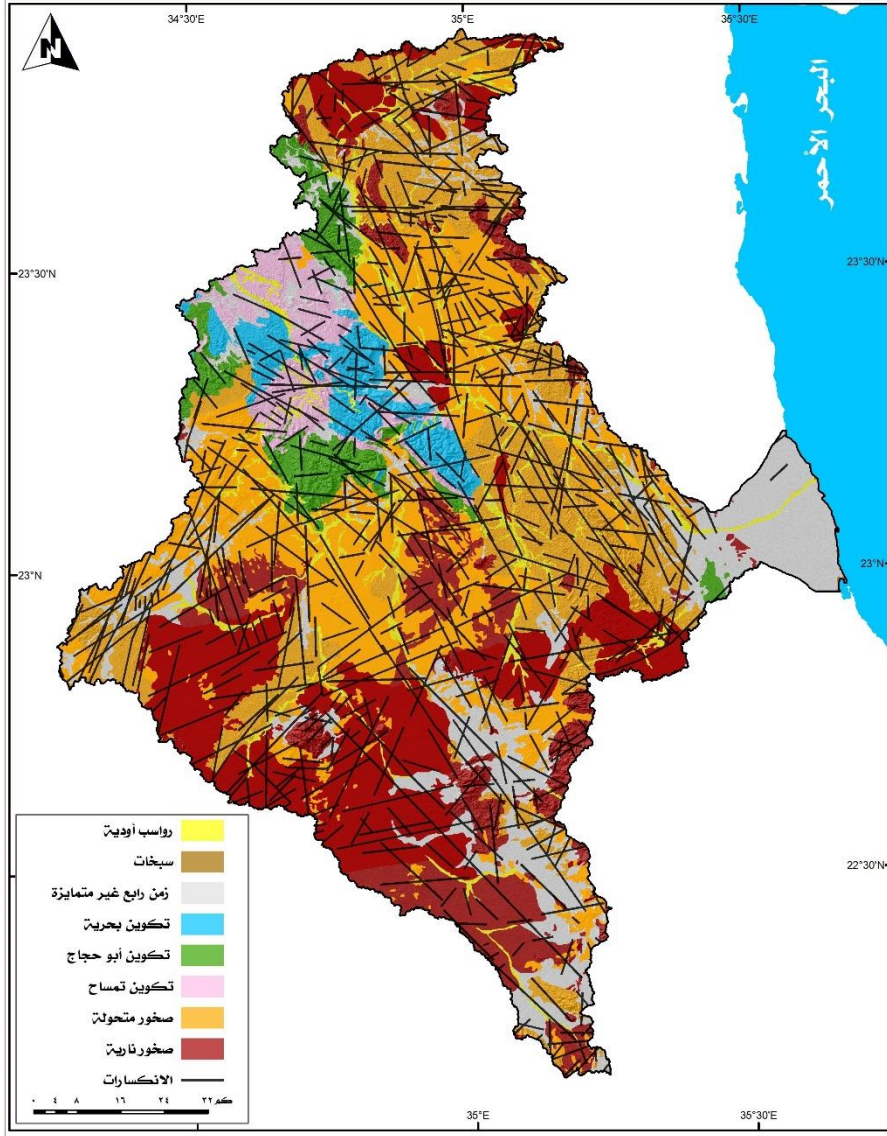 34°30'E
35°E
35°30'E
N
البحر الأحمر
23°30'N
23°30'N
23°N
23°N
22°30'N
رواسب أودية
سبخات
زمن رابع غير متمايزة
تكوين بحرية
تكوين أبو حجاج
تكوين تمساح
صخور متحولة
صخور نارية
الانكسارات
٠ ٤ ٨ ١٦ ٢٤ ٣٢ كم
35°E
35°30'E